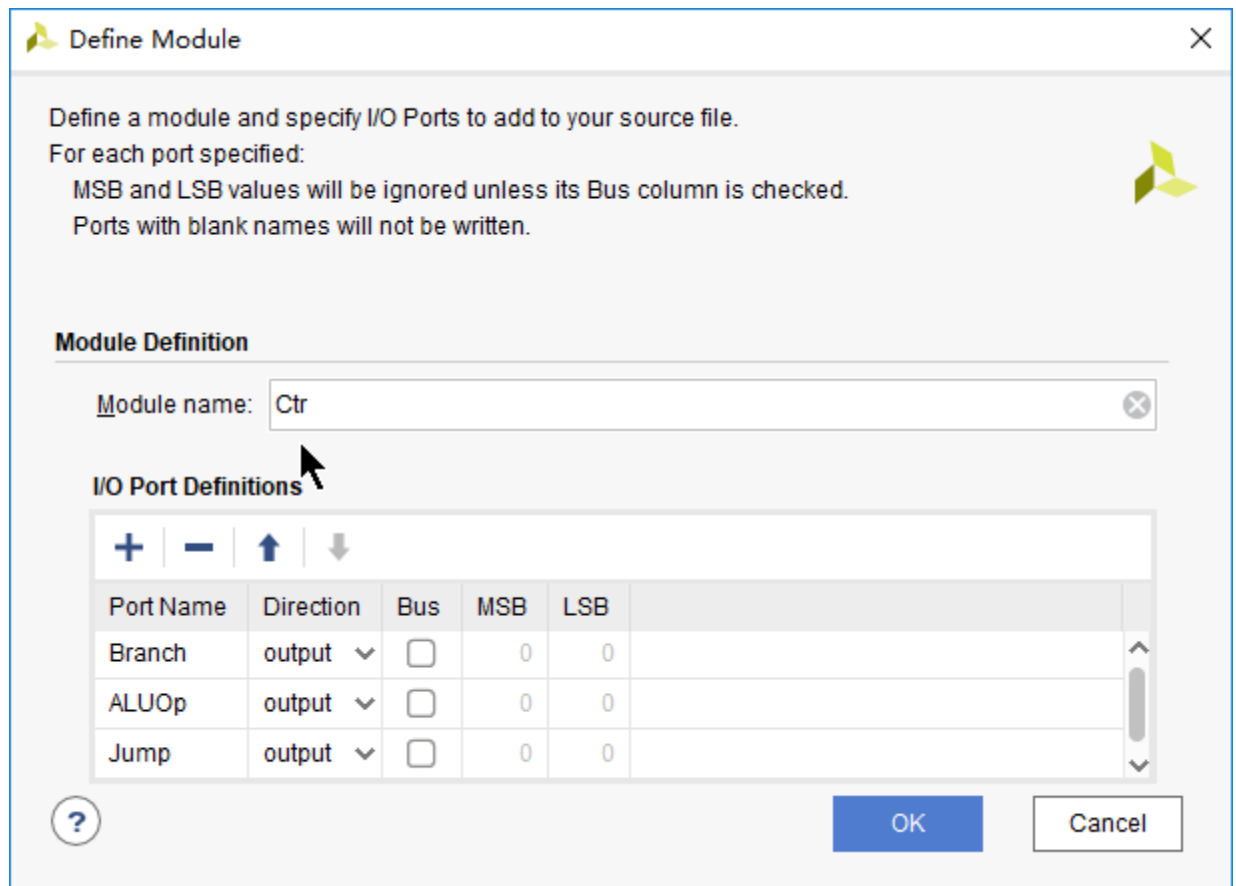 Define Module
Define a module and specify I/O Ports to add to your source file.
For each port specified:
MSB and LSB values will be ignored unless its Bus column is checked.
Ports with blank names will not be written.
Module Definition
Module name: Ctr
I/O Port Definitions
Port Name Direction Bus MSB LSB
Branch output 0 0
ALUOp output 0 0
Jump output 0 0
? OK Cancel